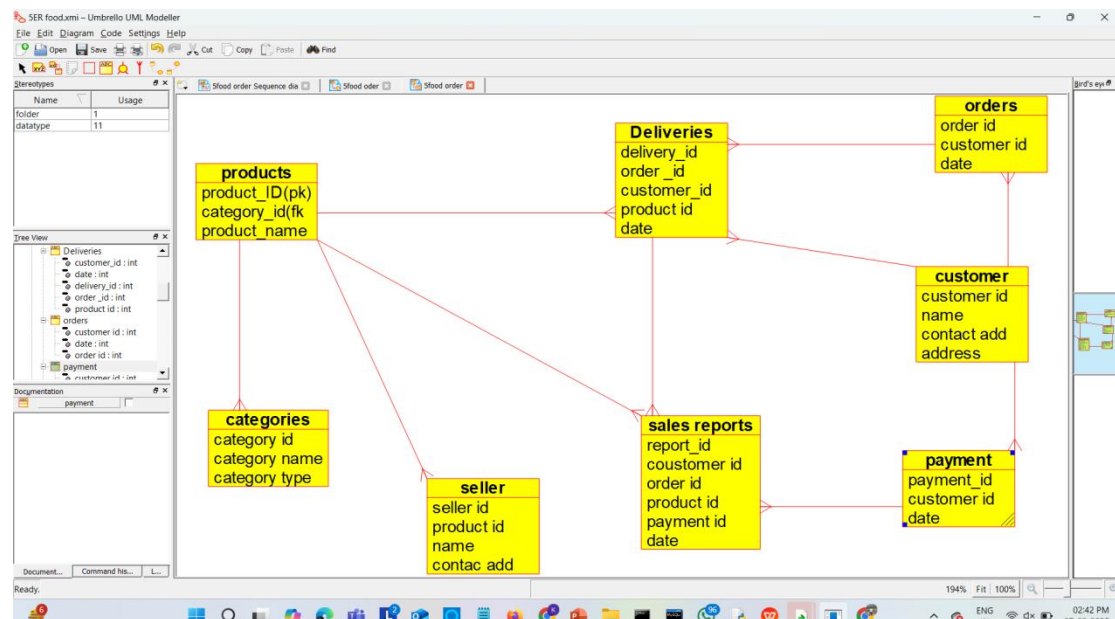 5ER food.xmi – Umbrello UML Modeller
File Edit Diagram Code Settings Help
Open Save Cut Copy Paste Find
Stereotypes
Name Usage
folder 1
datatype 11
Tree View
Deliveries
customer_id : int
date : int
delivery_id : int
order _id : int
product id : int
orders
customer id : int
date : int
order id : int
payment
customer id : int
Documentation
payment
Document... Command his... L...
5food order Sequence dia
5food oder
5food order
Bird's eye
products
product_ID(pk)
category_id(fk
product_name
Deliveries
delivery_id
order _id
customer_id
product id
date
orders
order id
customer id
date
customer
customer id
name
contact add
address
categories
category id
category name
category type
seller
seller id
product id
name
contac add
sales reports
report_id
coustomer id
order id
product id
payment id
date
payment
payment_id
customer id
date
Ready.
194% Fit 100%
6
96
ENG
02:42 PM